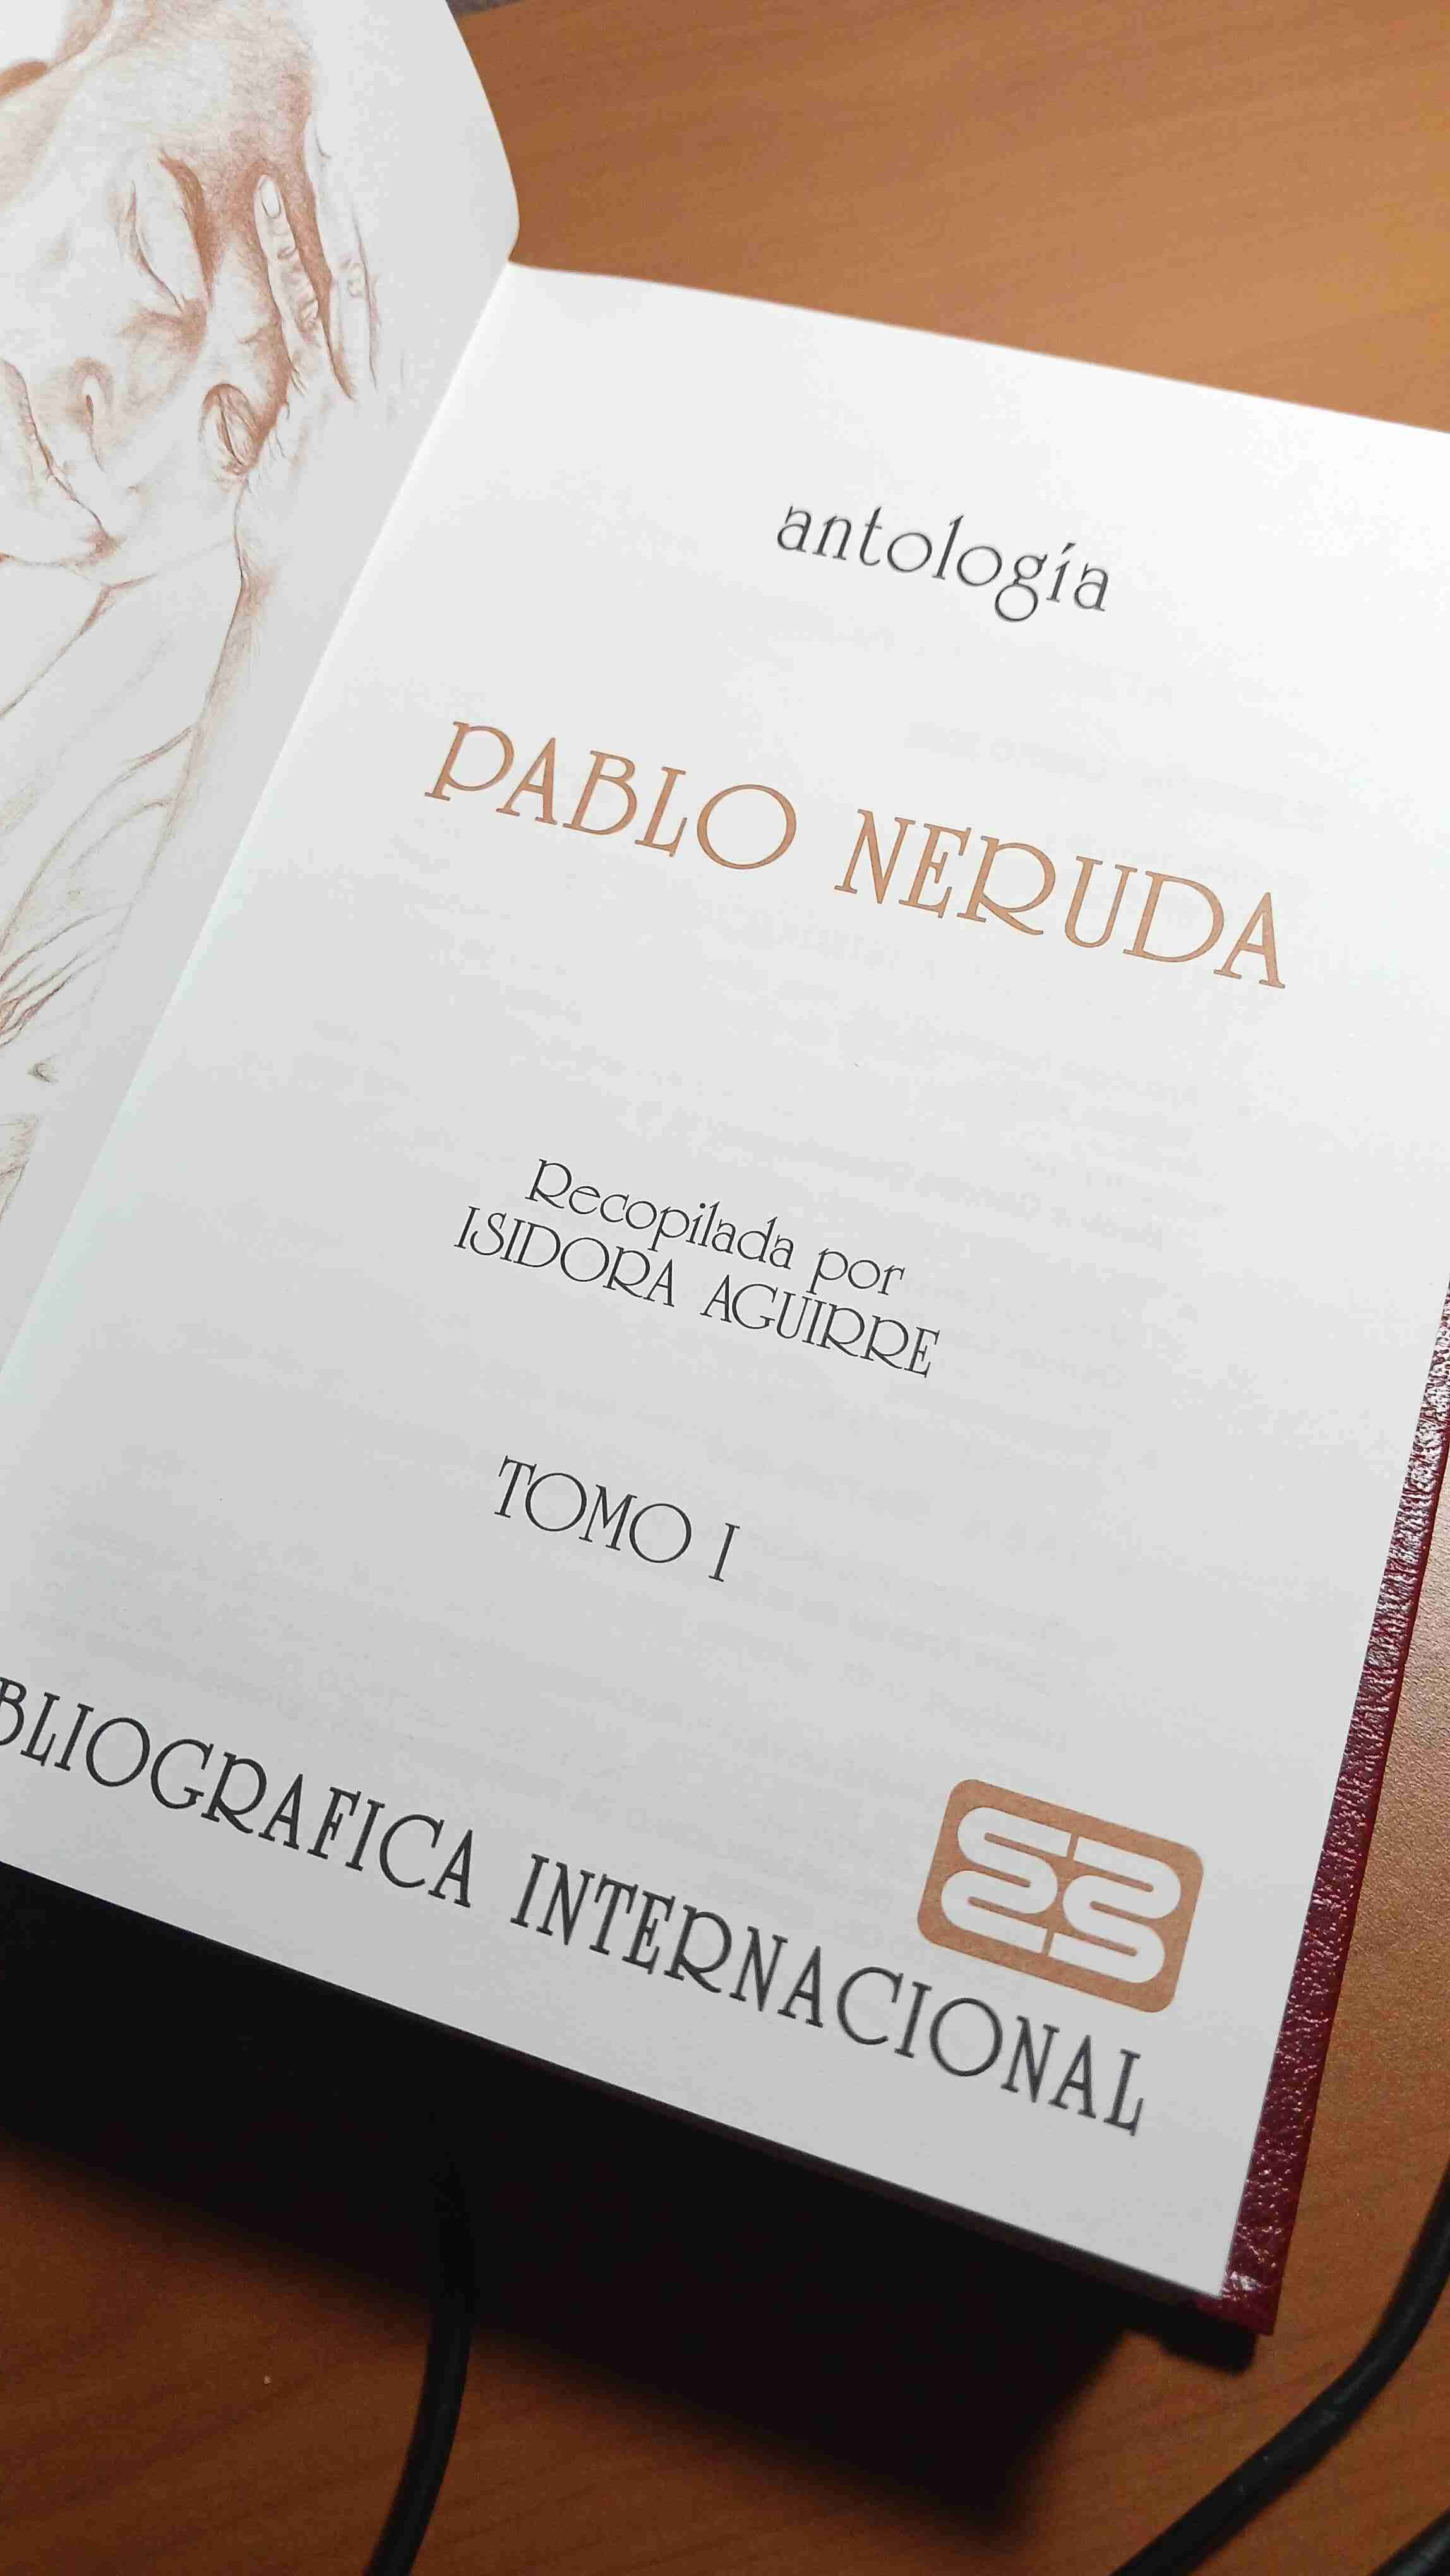 antología
PABLO NERUDA
Recopilada por
ISIDORA AGUIRRE
TOMO I
BLIOGRAFICA INTERNACIONAL